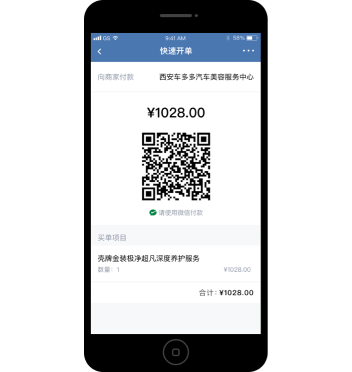 GS 9:41 AM 58%
快速开单
向商家付款 西安车多多汽车美容服务中心
¥1028.00
请使用微信付款
买单项目
壳牌金装极净超凡深度养护服务
数量：1 ¥1028.00
合计：¥1028.00